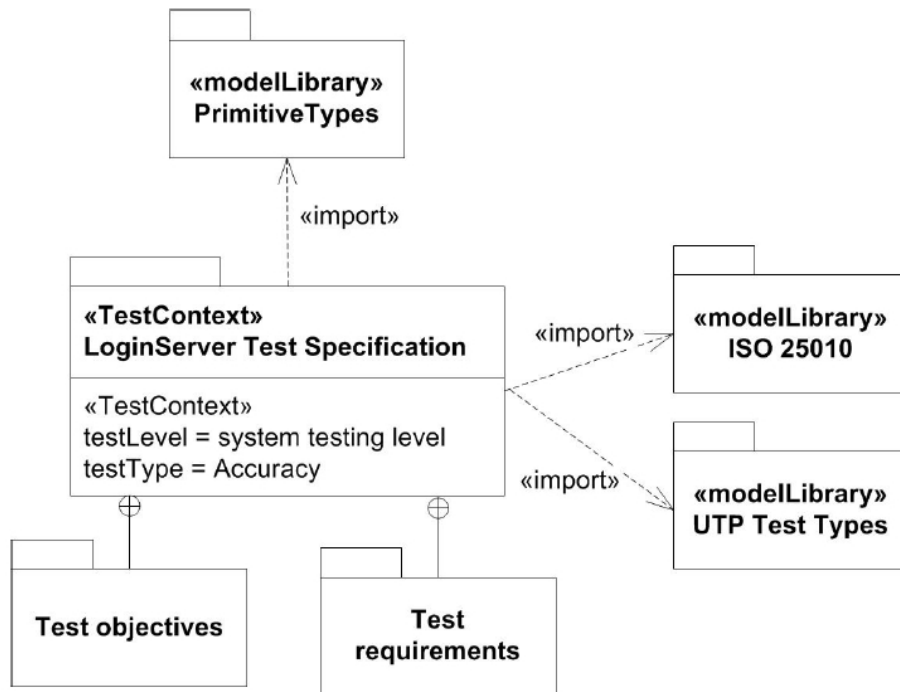 «modelLibrary»
PrimitiveTypes
«import»
«TestContext»
LoginServer Test Specification
«TestContext»
testLevel = system testing level
testType = Accuracy
«import»
«modelLibrary»
ISO 25010
«import»
«modelLibrary»
UTP Test Types
Test objectives
Test
requirements